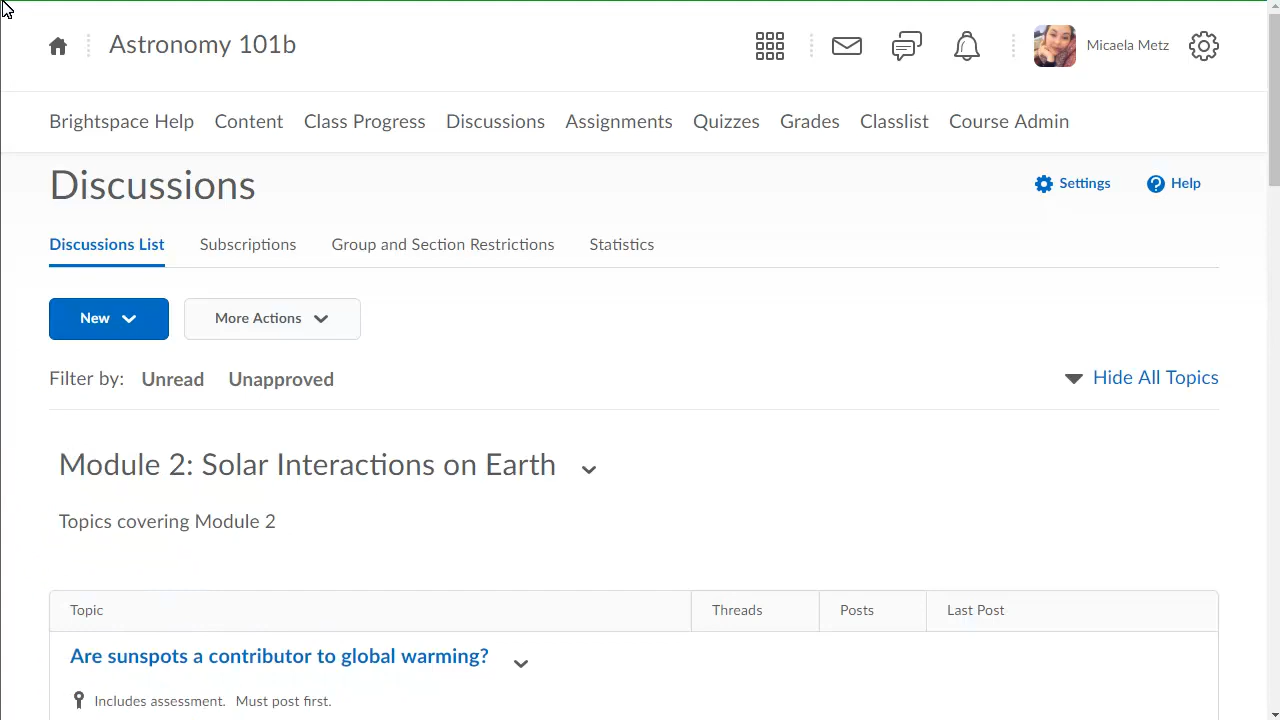 Astronomy 101b
Micaela Metz
Brightspace Help Content Class Progress Discussions Assignments Quizzes Grades Classlist Course Admin
Discussions
Settings Help
Discussions List Subscriptions Group and Section Restrictions Statistics
New More Actions
Filter by: Unread Unapproved
Hide All Topics
Module 2: Solar Interactions on Earth
Topics covering Module 2
Topic Threads Posts Last Post
Are sunspots a contributor to global warming?
Includes assessment. Must post first.